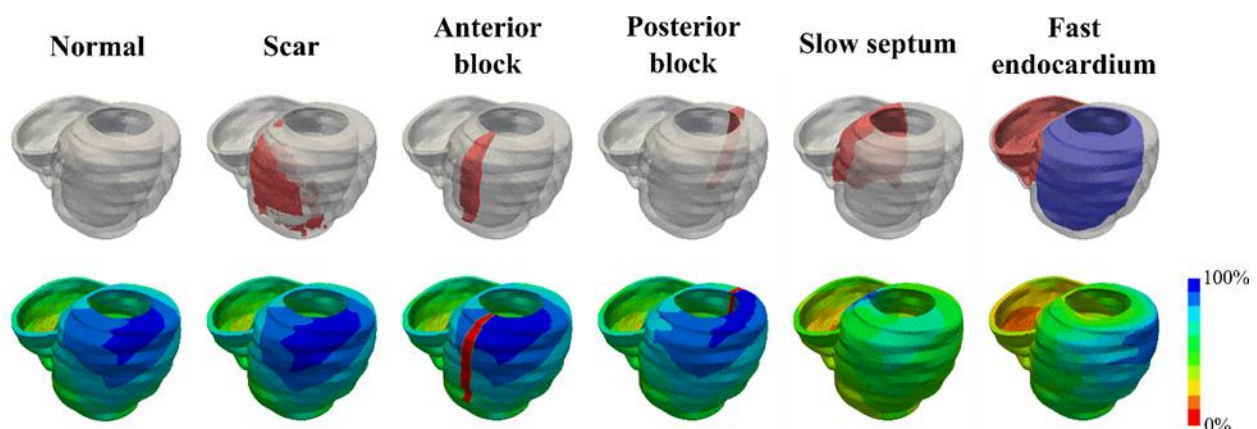 Normal
Scar
Anterior
block
Posterior
block
Slow septum
Fast
endocardium
100%
0%